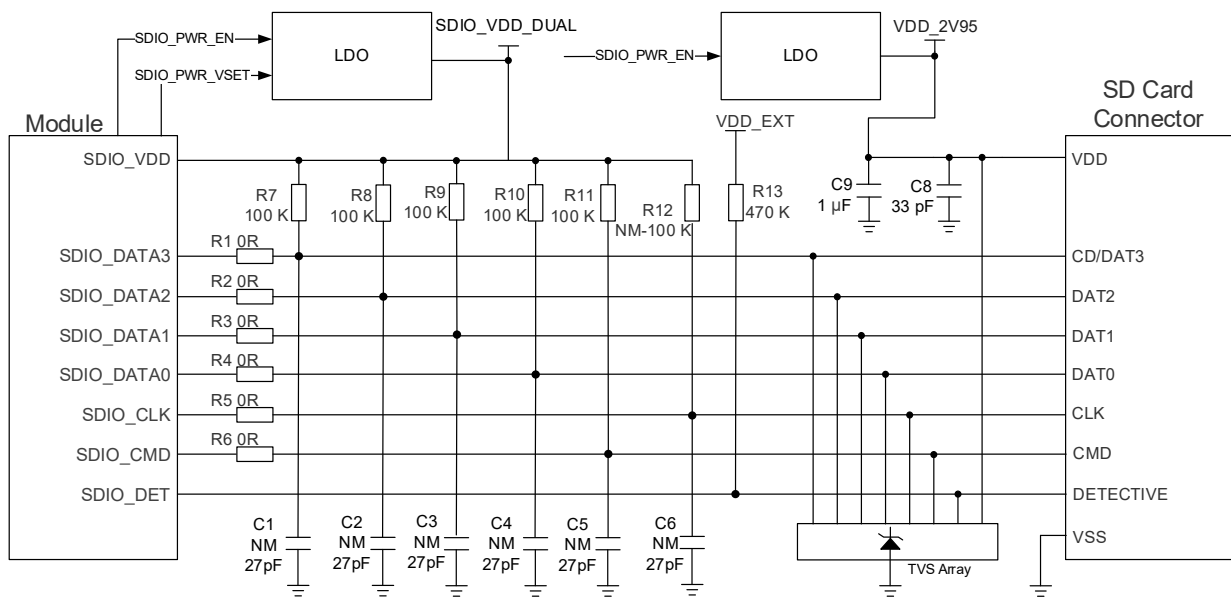 SDIO_VDD_DUAL
VDD_2V95
SDIO_PWR_EN
LDO
SDIO_PWR_EN
LDO
SDIO_PWR_VSET
Module
SD Card
Connector
VDD_EXT
SDIO_VDD
VDD
R7
100 K
R8
100 K
R9
100 K
R10
100 K
R11
100 K
R12
NM-100 K
R13
470 K
C9
1 µF
C8
33 pF
R1 0R
SDIO_DATA3
CD/DAT3
R2 0R
SDIO_DATA2
DAT2
R3 0R
SDIO_DATA1
DAT1
R4 0R
SDIO_DATA0
DAT0
R5 0R
SDIO_CLK
CLK
R6 0R
SDIO_CMD
CMD
SDIO_DET
DETECTIVE
C1
NM
27pF
C2
NM
27pF
C3
NM
27pF
C4
NM
27pF
C5
NM
27pF
C6
NM
27pF
VSS
TVS Array